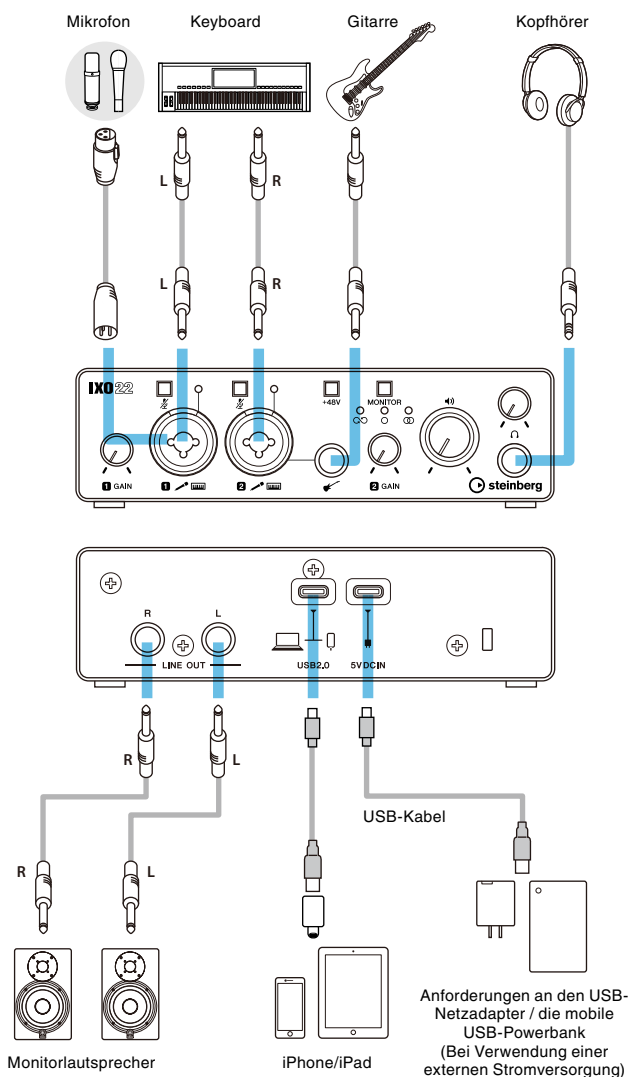 Mikrofon
Keyboard
Gitarre
Kopfhörer
L
R
L
R
IXO22
+48V
MONITOR
1 GAIN
1
2
2 GAIN
steinberg
R
L
LINE OUT
USB2.0
5V DC IN
R
L
USB-Kabel
R
L
Monitorlautsprecher
iPhone/iPad
Anforderungen an den USB-
Netzadapter / die mobile
USB-Powerbank
(Bei Verwendung einer
externen Stromversorgung)